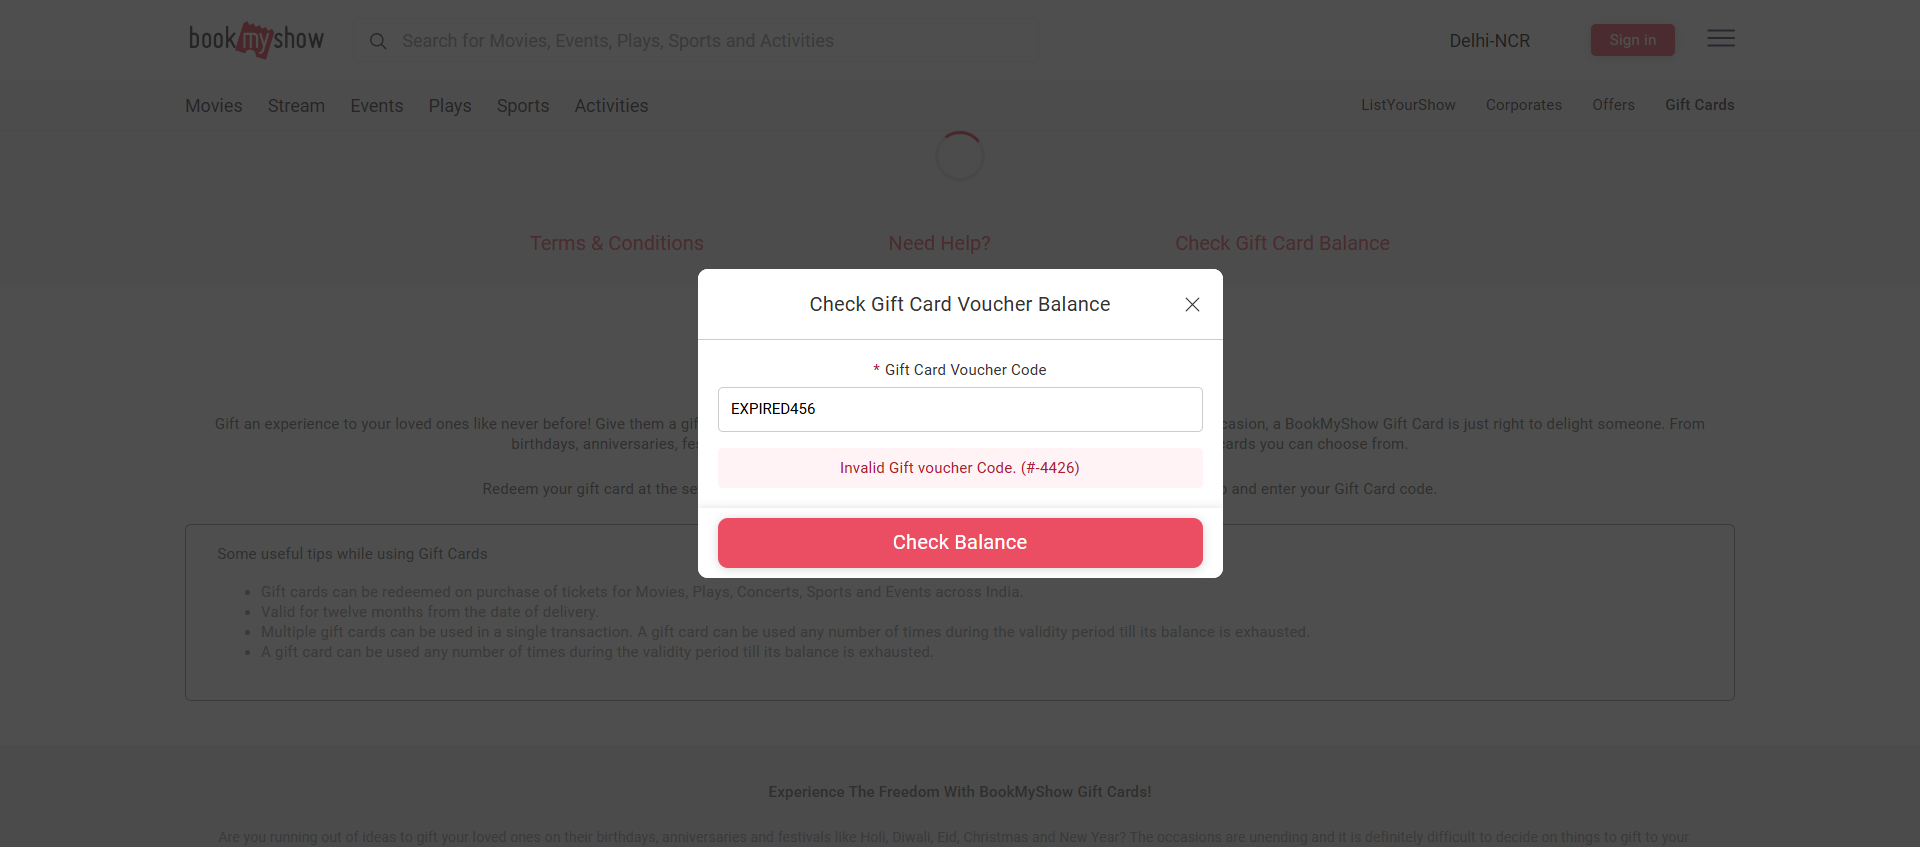 bookmyshow
Search for Movies, Events, Plays, Sports and Activities
Delhi-NCR
Sign in
Movies Stream Events Plays Sports Activities
ListYourShow Corporates Offers Gift Cards
Terms & Conditions Need Help? Check Gift Card Balance
Check Gift Card Voucher Balance
* Gift Card Voucher Code
EXPIRED456
Invalid Gift voucher Code. (#-4426)
Check Balance
Gift an experience to your loved ones like never before! Give them a gif casion, a BookMyShow Gift Card is just right to delight someone. From
birthdays, anniversaries, fe cards you can choose from.
Redeem your gift card at the se and enter your Gift Card code.
Some useful tips while using Gift Cards
• Gift cards can be redeemed on purchase of tickets for Movies, Plays, Concerts, Sports and Events across India.
• Valid for twelve months from the date of delivery.
• Multiple gift cards can be used in a single transaction. A gift card can be used any number of times during the validity period till its balance is exhausted.
• A gift card can be used any number of times during the validity period till its balance is exhausted.
Experience The Freedom With BookMyShow Gift Cards!
Are you running out of ideas to gift your loved ones on their birthdays, anniversaries and festivals like Holi, Diwali, Eid, Christmas and New Year? The occasions are unending and it is definitely difficult to decide on things to gift to your